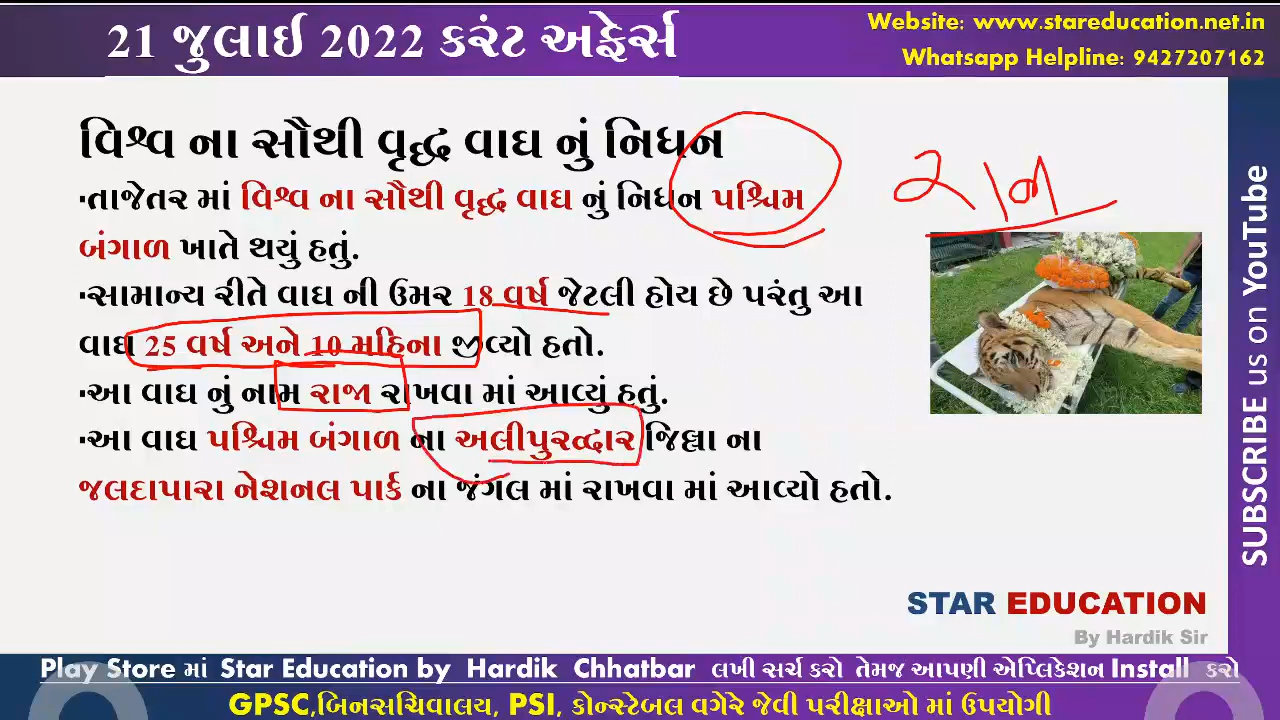 21 જુલાઈ 2022 કરંટ અફેર્સ
Website: www.stareducation.net.in
Whatsapp Helpline: 9427207162
વિશ્વ ના સૌથી વૃદ્ધ વાઘ નું નિધન
•તાજેતર માં વિશ્વ ના સૌથી વૃદ્ધ વાઘ નું નિધન પશ્ચિમ
બંગાળ ખાતે થયું હતું.
•સામાન્ય રીતે વાઘ ની ઉમર 18 વર્ષ જેટલી હોય છે પરંતુ આ
વાઘ 25 વર્ષ અને 10 મહિના જીવ્યો હતો.
•આ વાઘ નું નામ રાજા રાખવા માં આવ્યું હતું.
•આ વાઘ પશ્ચિમ બંગાળ ના અલીપુરદ્વાર જિલ્લા ના
જલદાપારા નેશનલ પાર્ક ના જંગલ માં રાખવા માં આવ્યો હતો.
SUBSCRIBE us on YouTube
STAR EDUCATION
By Hardik Sir
Play Store માં Star Education by Hardik Chhatbar લખી સર્ચ કરો તેમજ આપણી એપ્લિકેશન Install કરો
GPSC,બિનસચિવાલય, PSI, કોન્સ્ટેબલ વગેરે જેવી પરીક્ષાઓ માં ઉપયોગી